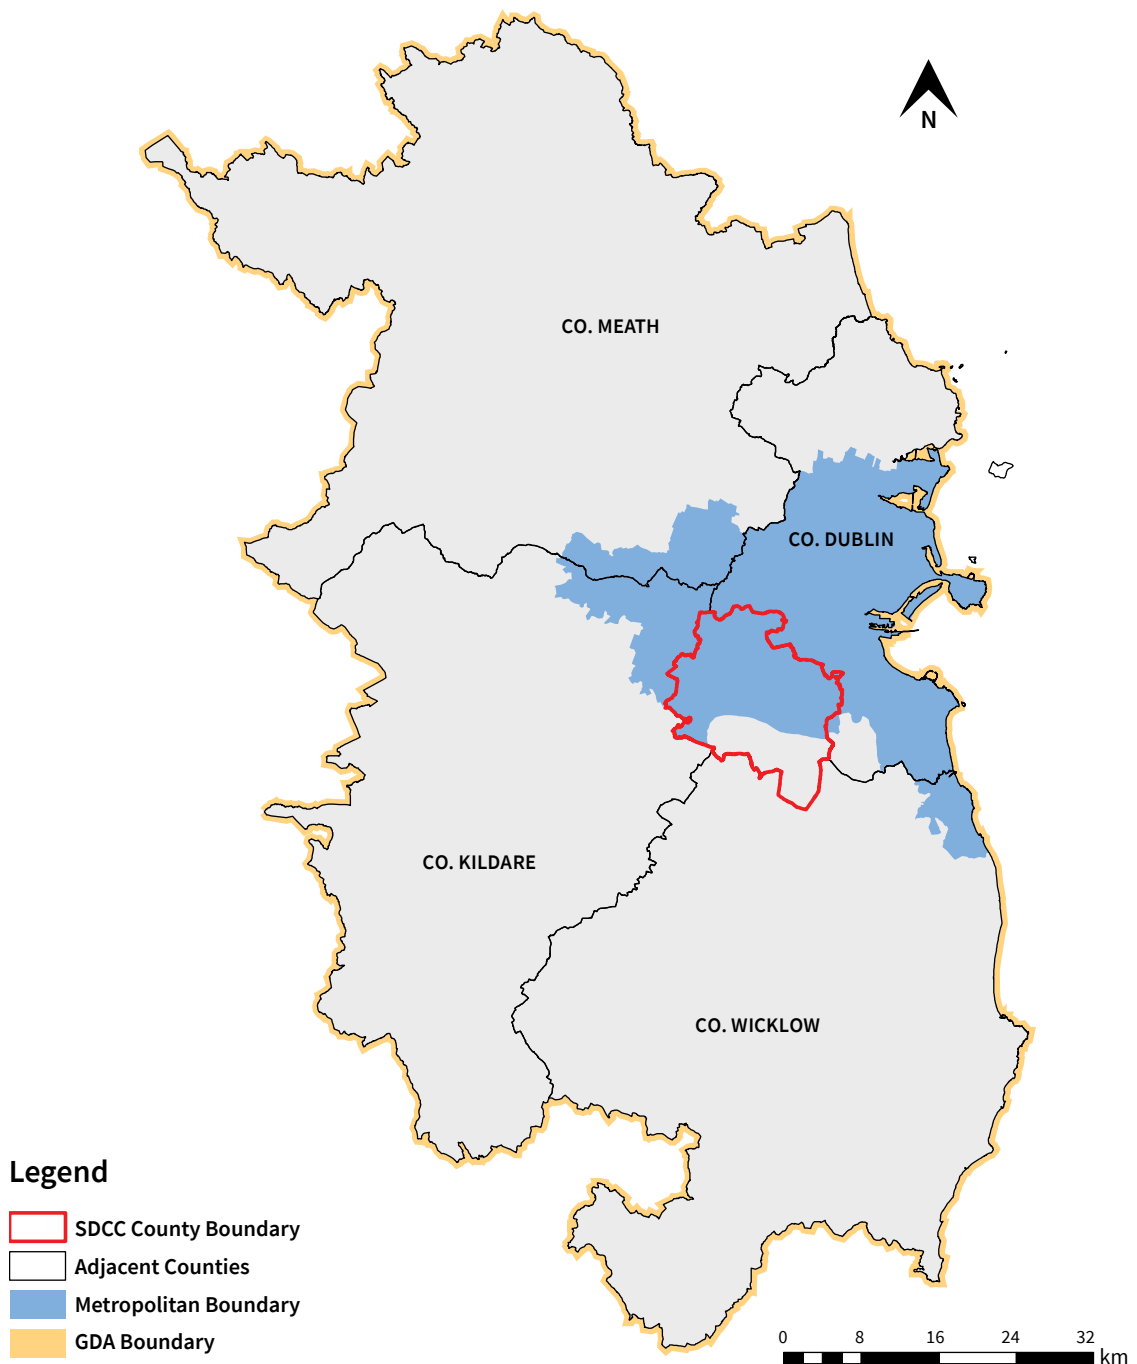 N
CO. MEATH
CO. DUBLIN
CO. KILDARE
CO. WICKLOW
Legend
SDCC County Boundary
Adjacent Counties
Metropolitan Boundary
GDA Boundary
0 8 16 24 32
km